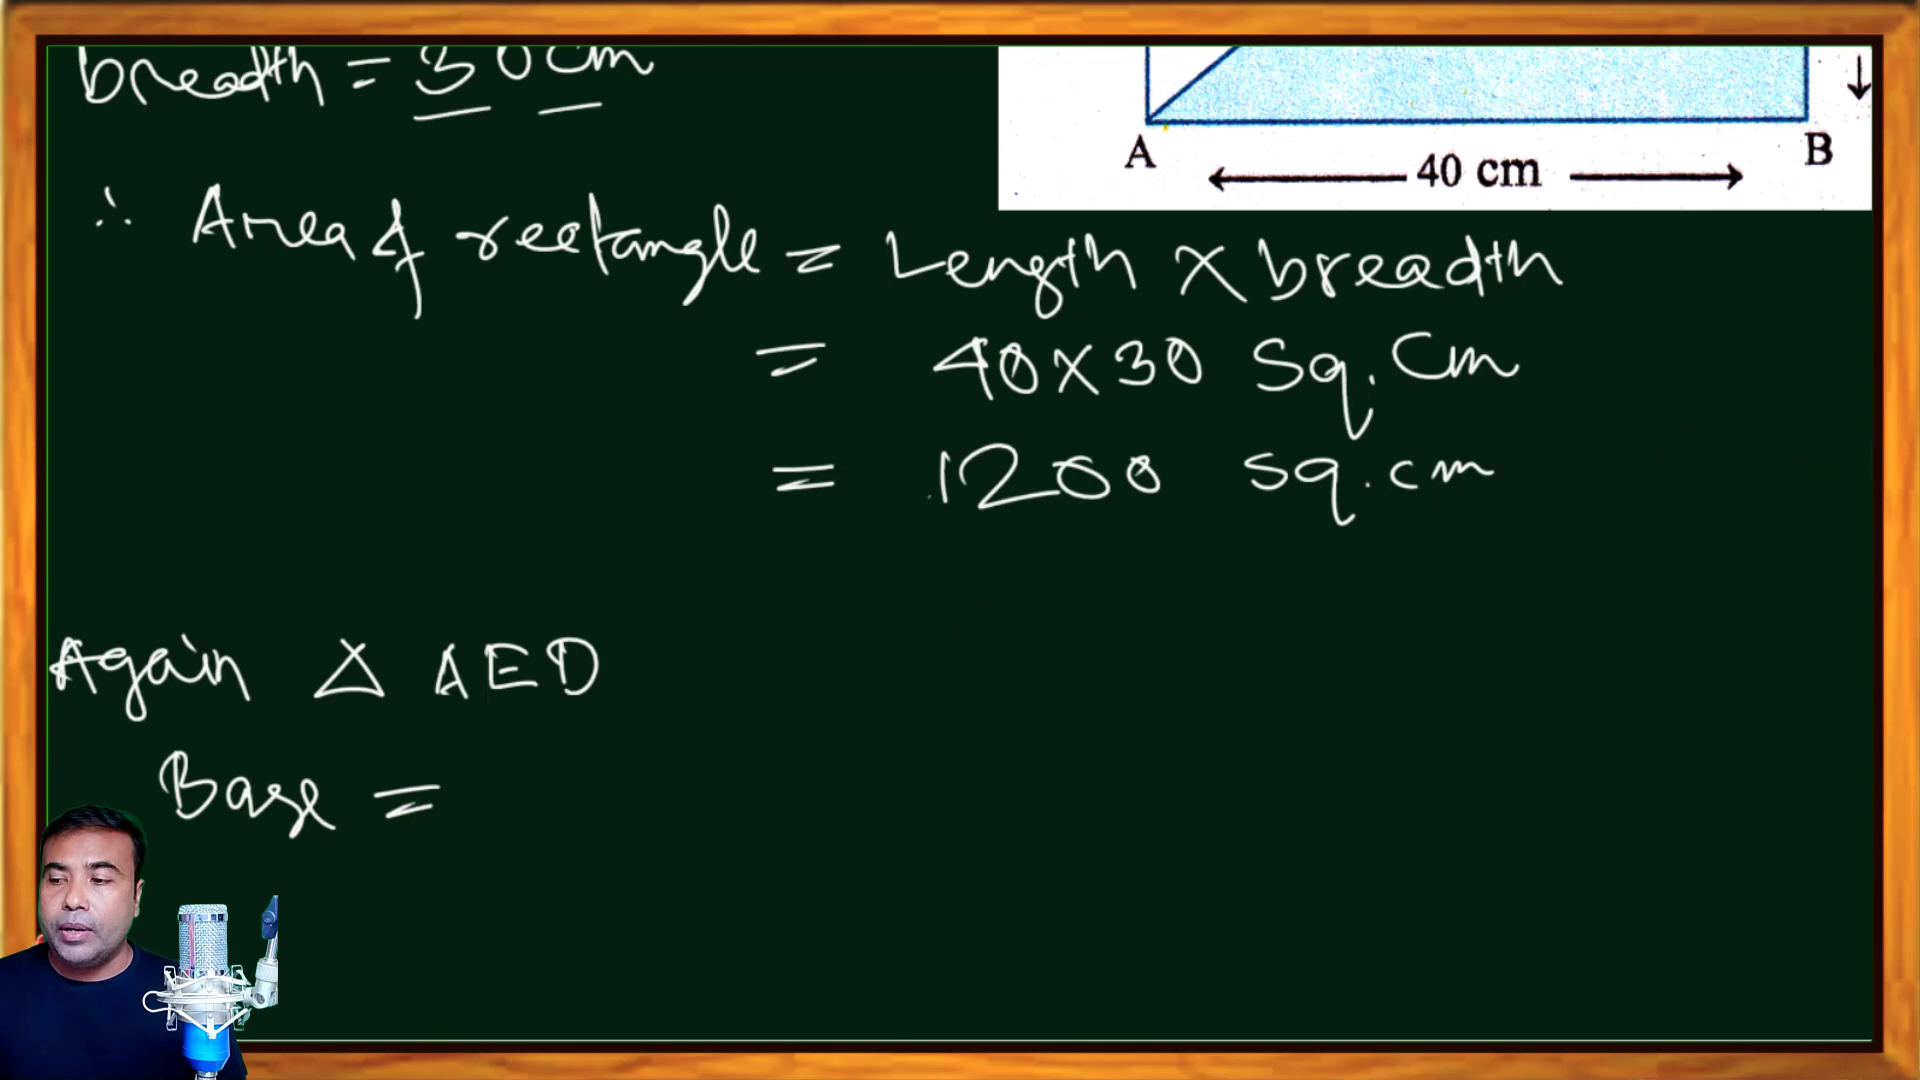 breadth = 30 cm
A
B
40 cm
∴ Area of rectangle = Length × breadth
= 40 × 30 Sq. Cm
= 1200 sq. cm
Again △ AED
Base =